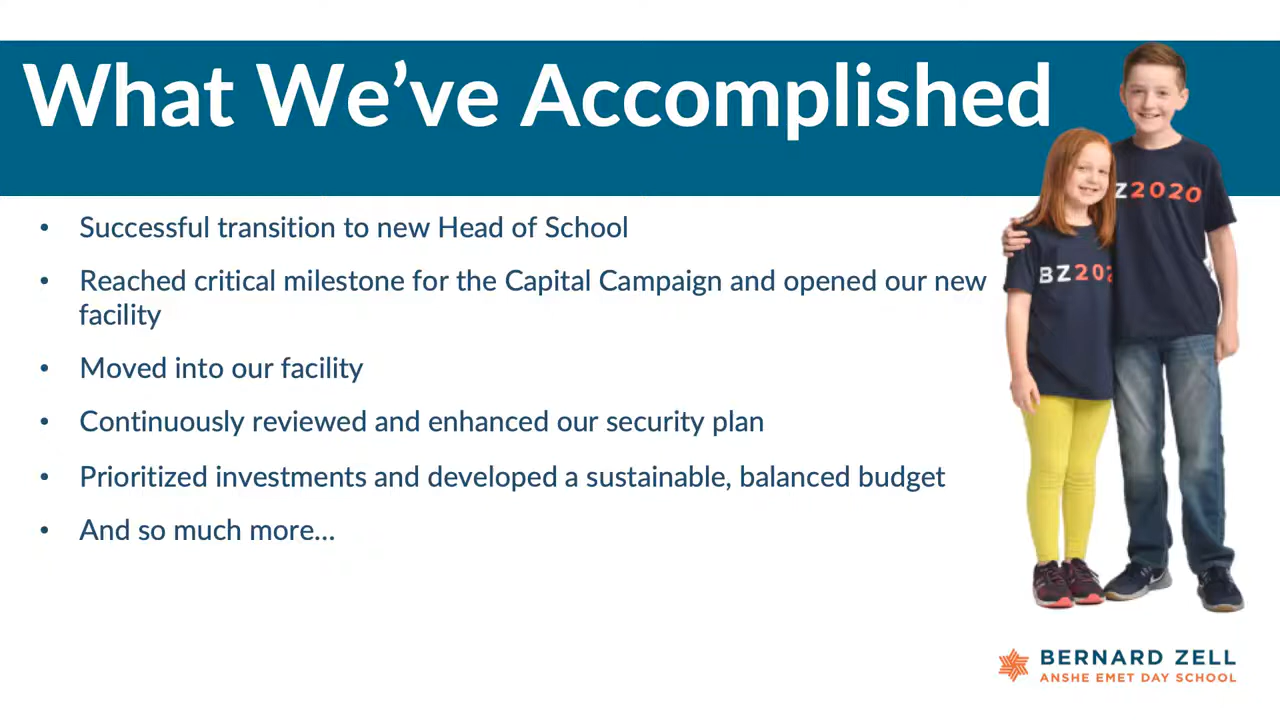 What We’ve Accomplished
• Successful transition to new Head of School
• Reached critical milestone for the Capital Campaign and opened our new
facility
• Moved into our facility
• Continuously reviewed and enhanced our security plan
• Prioritized investments and developed a sustainable, balanced budget
• And so much more...
Z2020
BZ202
BERNARD ZELL
ANSHE EMET DAY SCHOOL